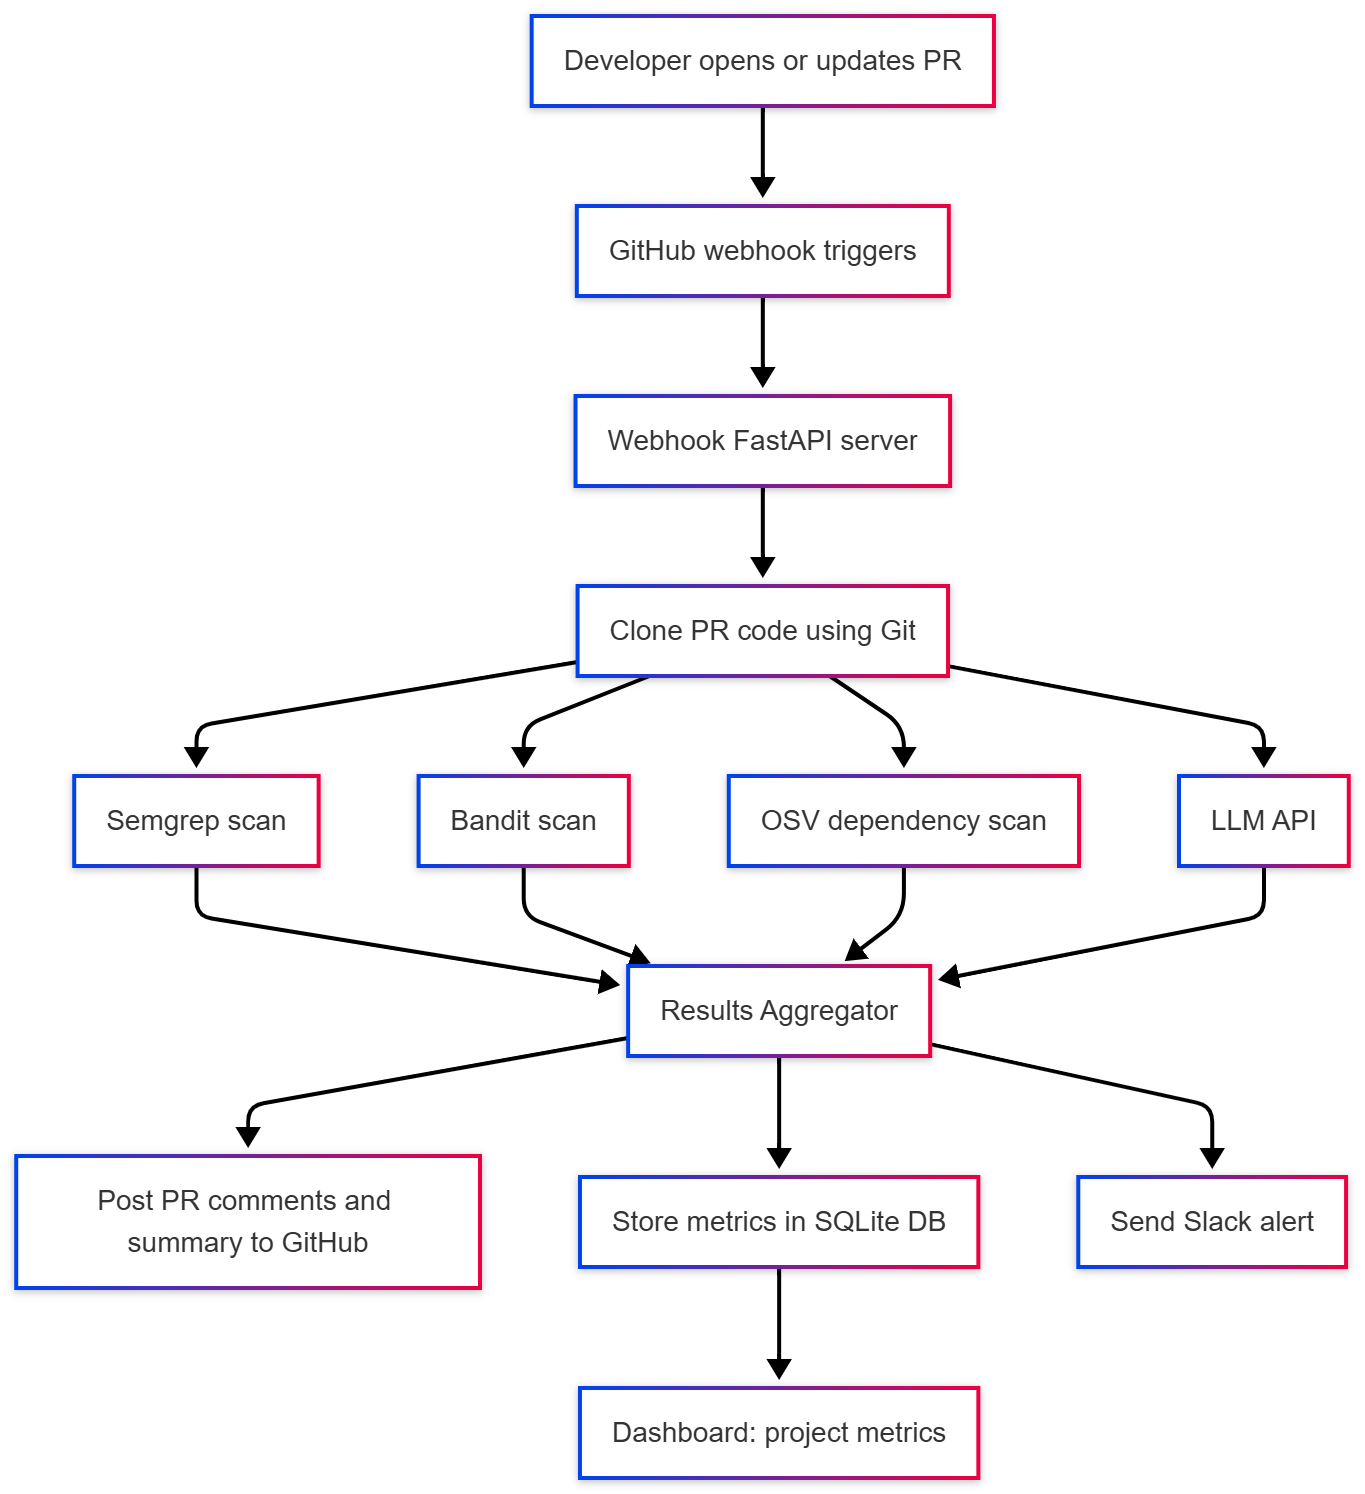 Developer opens or updates PR
GitHub webhook triggers
Webhook FastAPI server
Clone PR code using Git
Semgrep scan
Bandit scan
OSV dependency scan
LLM API
Results Aggregator
Post PR comments and
summary to GitHub
Store metrics in SQLite DB
Send Slack alert
Dashboard: project metrics